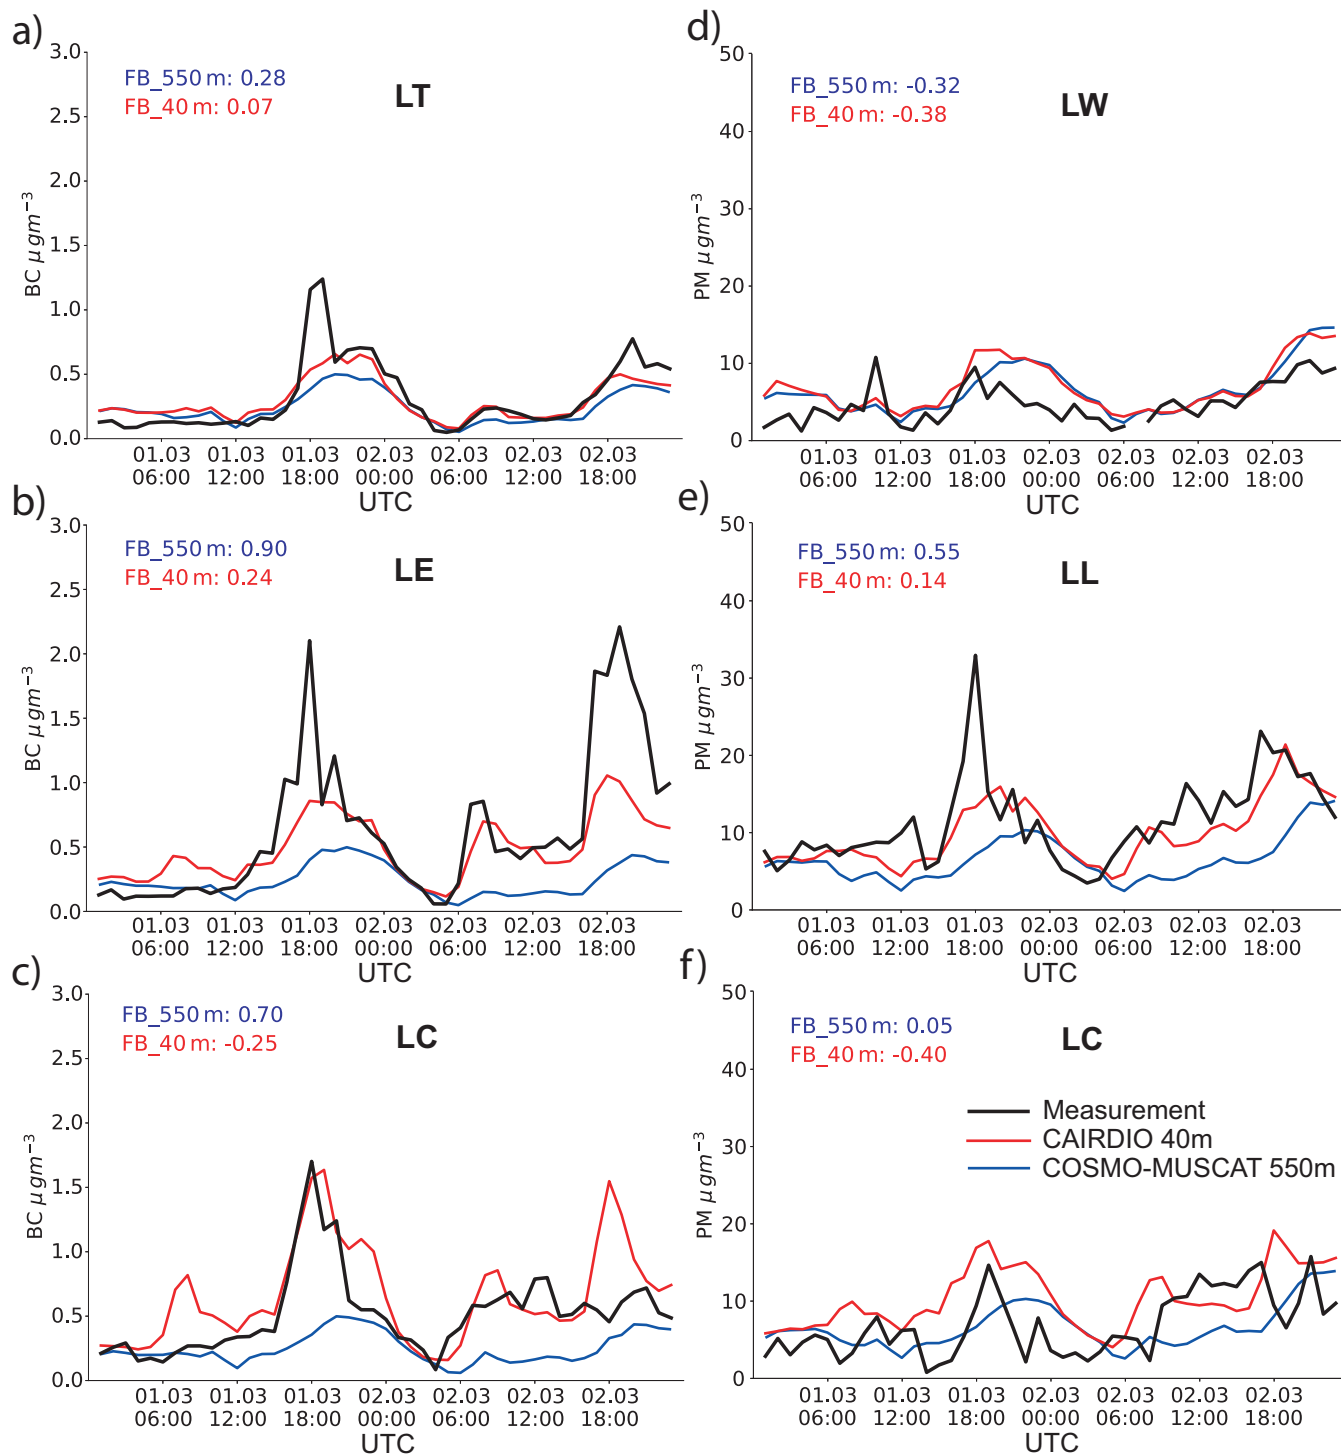 a)
3.0
2.5
2.0
1.5
1.0
0.5
0.0
BC μgm⁻³
FB_550 m: 0.28
FB_40 m: 0.07
LT
01.03 01.03 01.03 02.03 02.03 02.03 02.03
06:00 12:00 18:00 00:00 06:00 12:00 18:00
UTC
d)
50
40
30
20
10
0
PM μgm⁻³
FB_550 m: -0.32
FB_40 m: -0.38
LW
01.03 01.03 01.03 02.03 02.03 02.03 02.03
06:00 12:00 18:00 00:00 06:00 12:00 18:00
UTC
b)
3.0
2.5
2.0
1.5
1.0
0.5
0.0
BC μgm⁻³
FB_550 m: 0.90
FB_40 m: 0.24
LE
01.03 01.03 01.03 02.03 02.03 02.03 02.03
06:00 12:00 18:00 00:00 06:00 12:00 18:00
UTC
e)
50
40
30
20
10
0
PM μgm⁻³
FB_550 m: 0.55
FB_40 m: 0.14
LL
01.03 01.03 01.03 02.03 02.03 02.03 02.03
06:00 12:00 18:00 00:00 06:00 12:00 18:00
UTC
c)
3.0
2.5
2.0
1.5
1.0
0.5
0.0
BC μgm⁻³
FB_550 m: 0.70
FB_40 m: -0.25
LC
01.03 01.03 01.03 02.03 02.03 02.03 02.03
06:00 12:00 18:00 00:00 06:00 12:00 18:00
UTC
f)
50
40
30
20
10
0
PM μgm⁻³
FB_550 m: 0.05
FB_40 m: -0.40
LC
Measurement
CAIRDIO 40m
COSMO-MUSCAT 550m
01.03 01.03 01.03 02.03 02.03 02.03 02.03
06:00 12:00 18:00 00:00 06:00 12:00 18:00
UTC